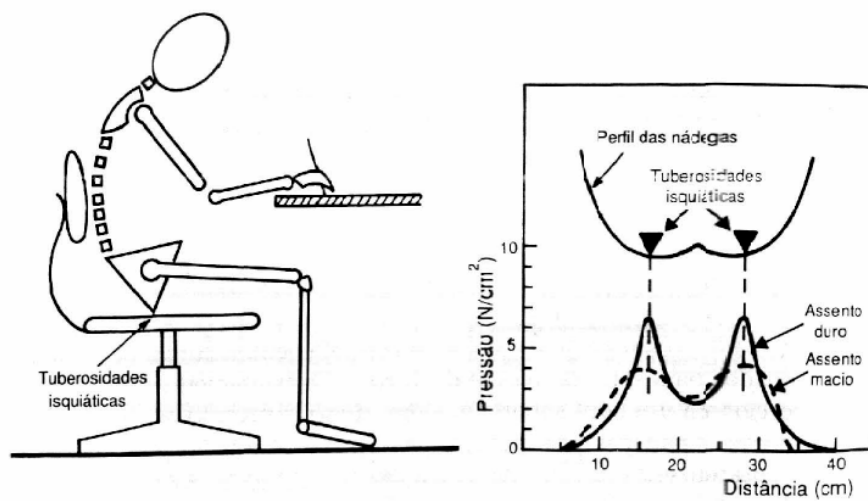 Tuberosidades
isquiáticas
Perfil das nádegas
Tuberosidades
isquiáticas
Pressão (N/cm²)
10
5
0
Assento
duro
Assento
macio
10
20
30
40
Distância (cm)